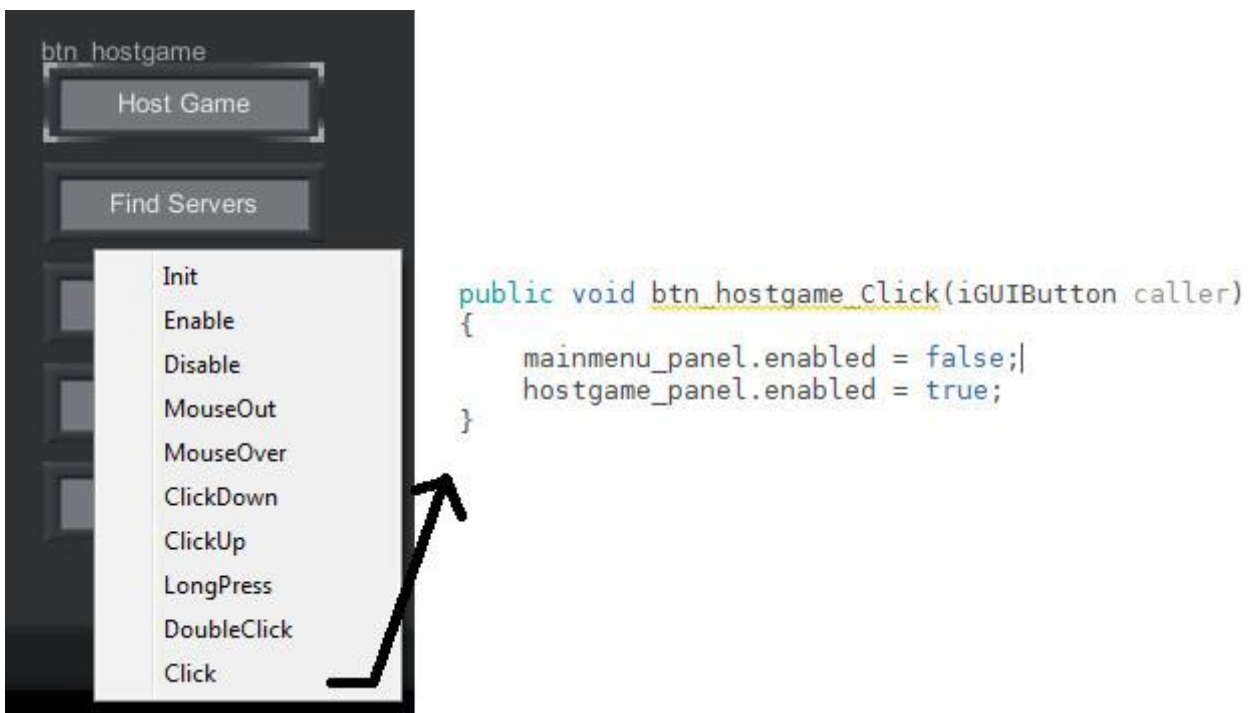 btn_hostgame
Host Game
Find Servers
Init
Enable
Disable
MouseOut
MouseOver
ClickDown
ClickUp
LongPress
DoubleClick
Click
public void btn_hostgame_Click(iGUIButton caller)
{
    mainmenu_panel.enabled = false;
    hostgame_panel.enabled = true;
}